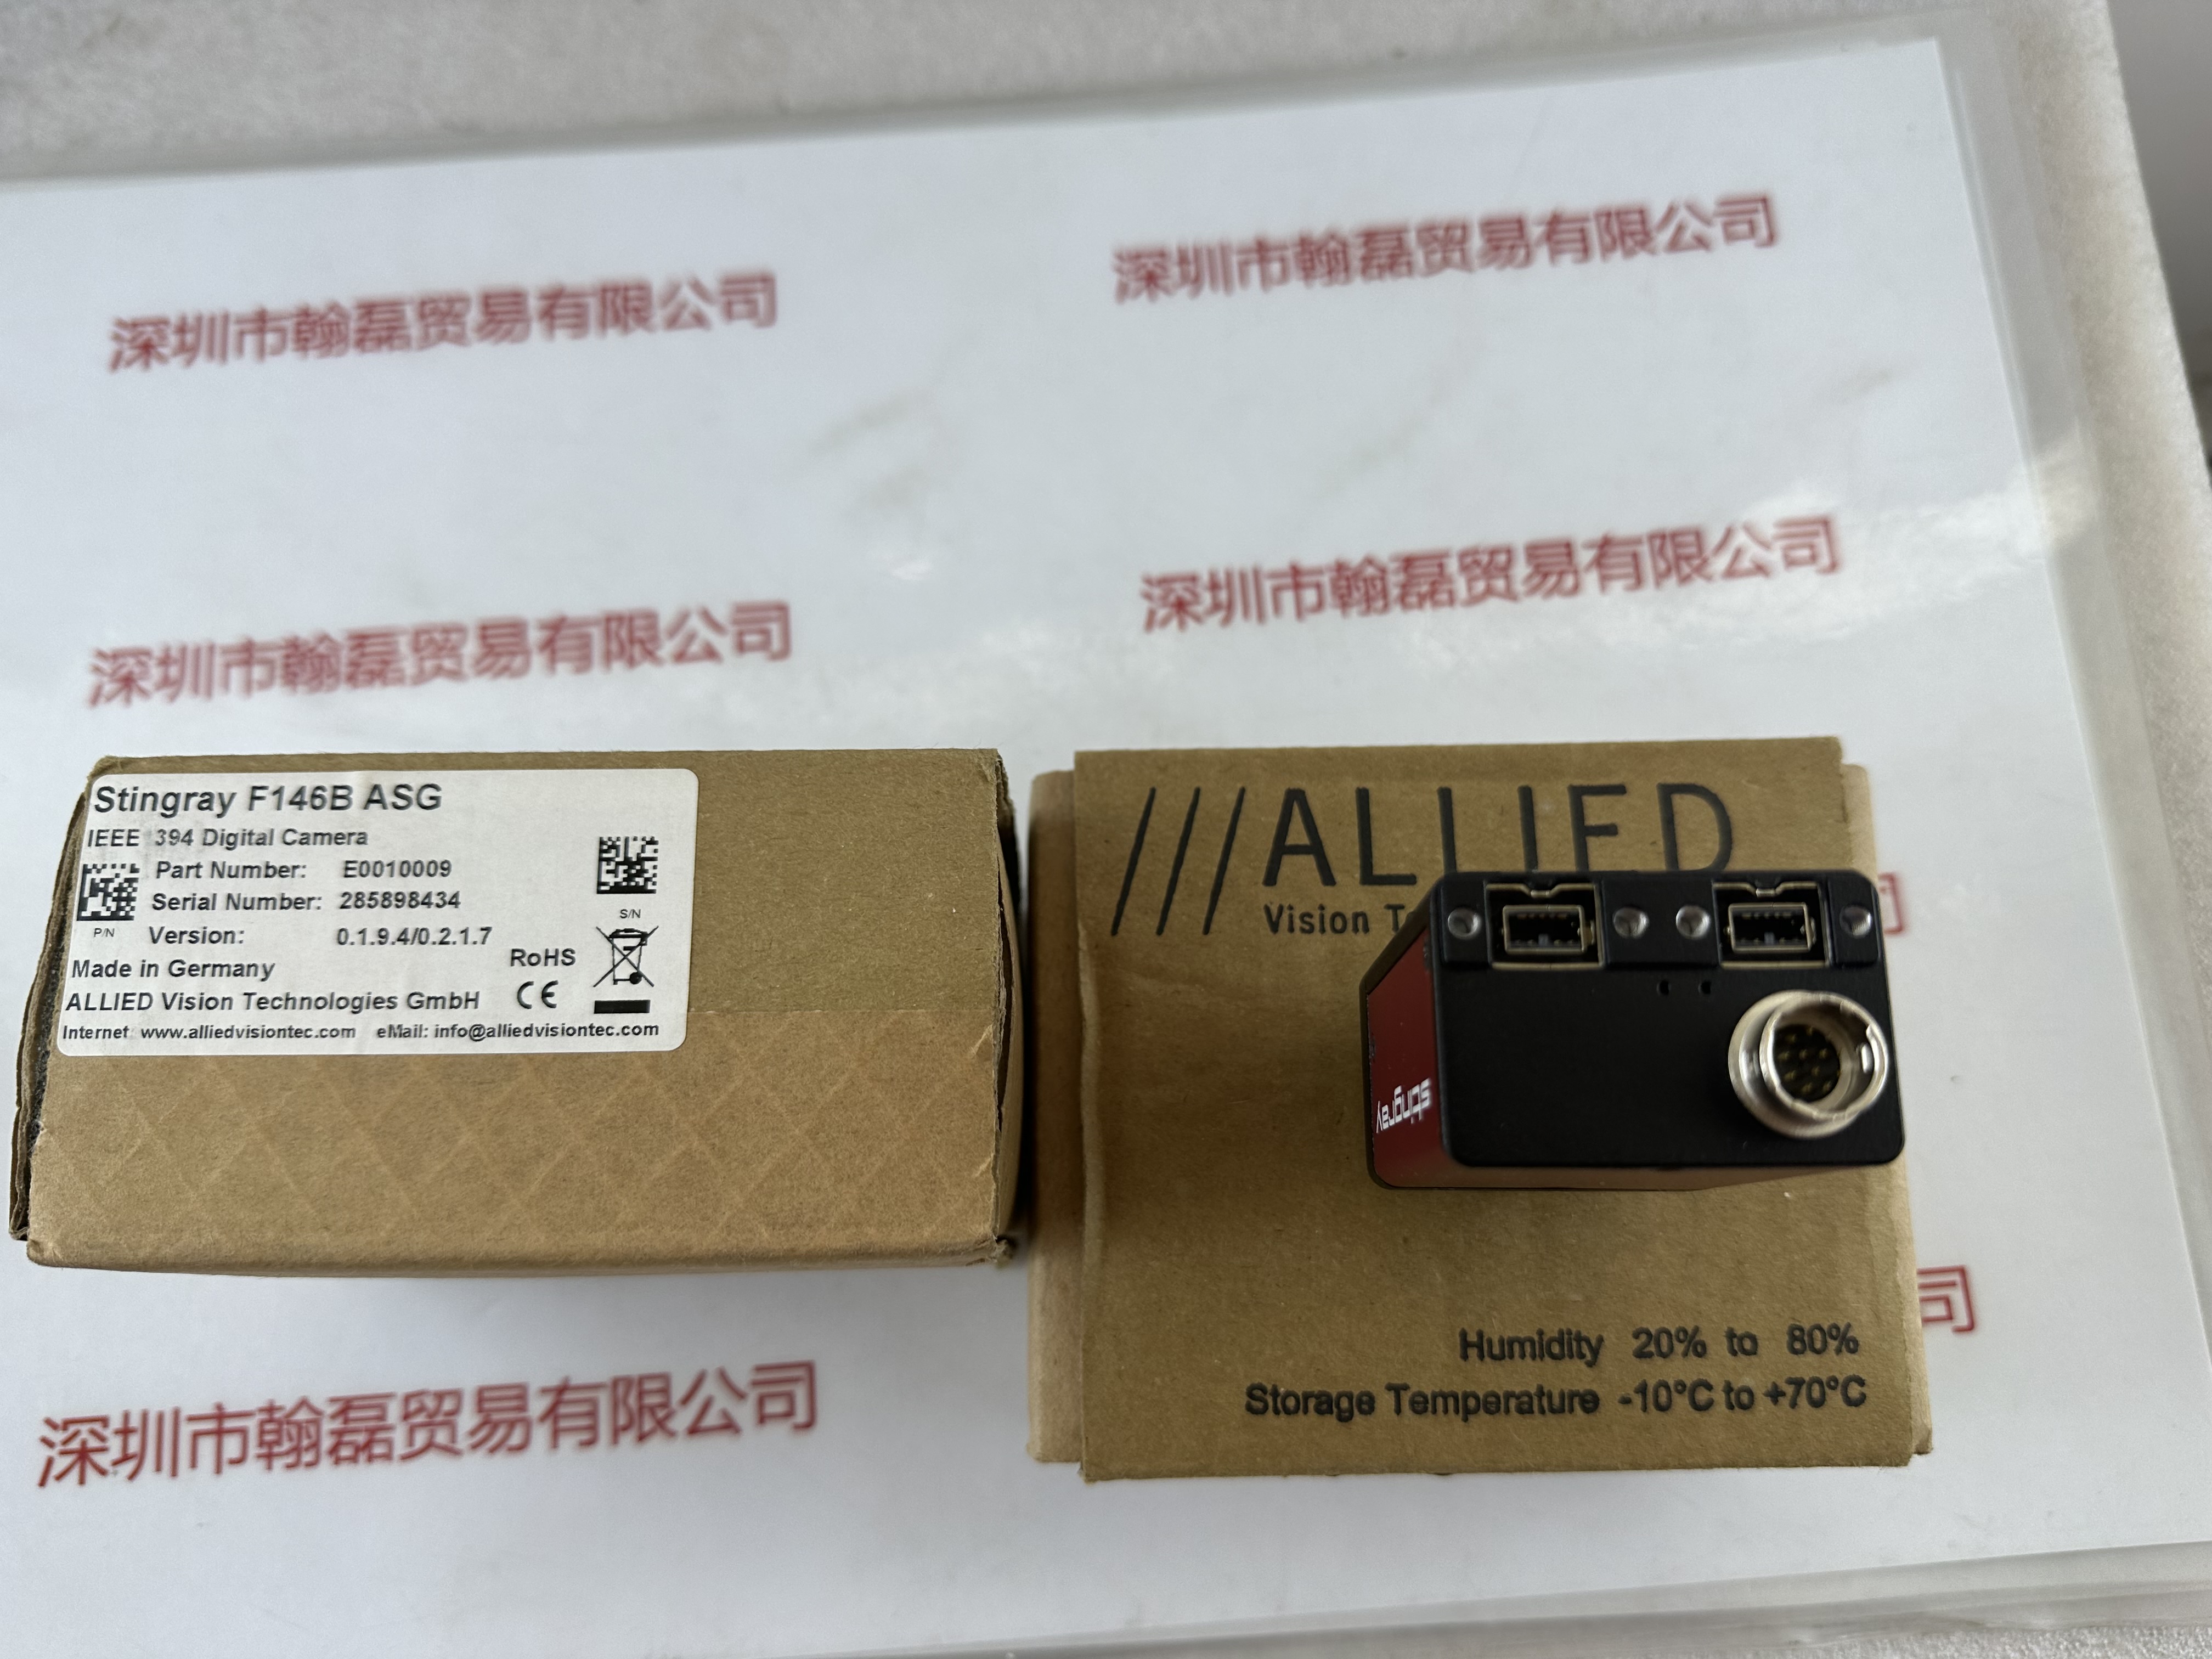 深圳市翰磊贸易有限公司
深圳市翰磊贸易有限公司
深圳市翰磊贸易有限公司
深圳市翰磊贸易有限公司
Stingray F146B ASG
IEEE 394 Digital Camera
Part Number: E0010009
Serial Number: 285898434
P/N
S/N
Version: 0.1.9.4/0.2.1.7
Made in Germany
RoHS
CE
ALLIED Vision Technologies GmbH
Internet: www.alliedvisiontec.com eMail: info@alliedvisiontec.com
///ALLIED
Vision
stingray
司
司
Humidity 20% to 80%
Storage Temperature -10°C to +70°C
深圳市翰磊贸易有限公司